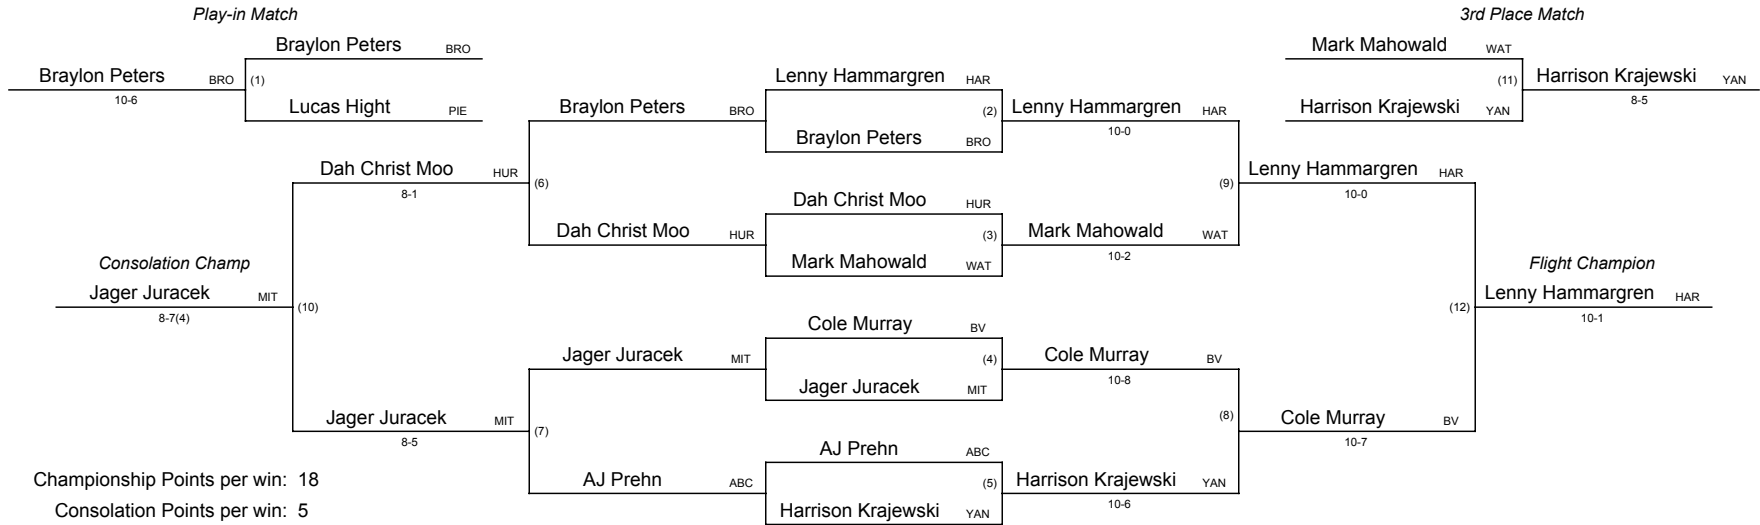 Play-in Match
3rd Place Match
Braylon Peters BRO
Mark Mahowald WAT
Braylon Peters BRO (1)
Lenny Hammargren HAR
(11) Harrison Krajewski YAN
10-6
8-5
Lucas Hight PIE
Braylon Peters BRO
(2) Lenny Hammargren HAR
Harrison Krajewski YAN
10-0
Braylon Peters BRO
Dah Christ Moo HUR
(6)
(9) Lenny Hammargren HAR
8-1
10-0
Dah Christ Moo HUR
Dah Christ Moo HUR
(3) Mark Mahowald WAT
10-2
Mark Mahowald WAT
Consolation Champ
Flight Champion
Jager Juracek MIT
(10)
(12) Lenny Hammargren HAR
8-7(4)
10-1
Cole Murray BV
Jager Juracek MIT
(4) Cole Murray BV
10-8
Jager Juracek MIT
Jager Juracek MIT
(7)
(8) Cole Murray BV
8-5
10-7
AJ Prehn ABC
Championship Points per win: 18
AJ Prehn ABC
(5) Harrison Krajewski YAN
10-6
Consolation Points per win: 5
Harrison Krajewski YAN